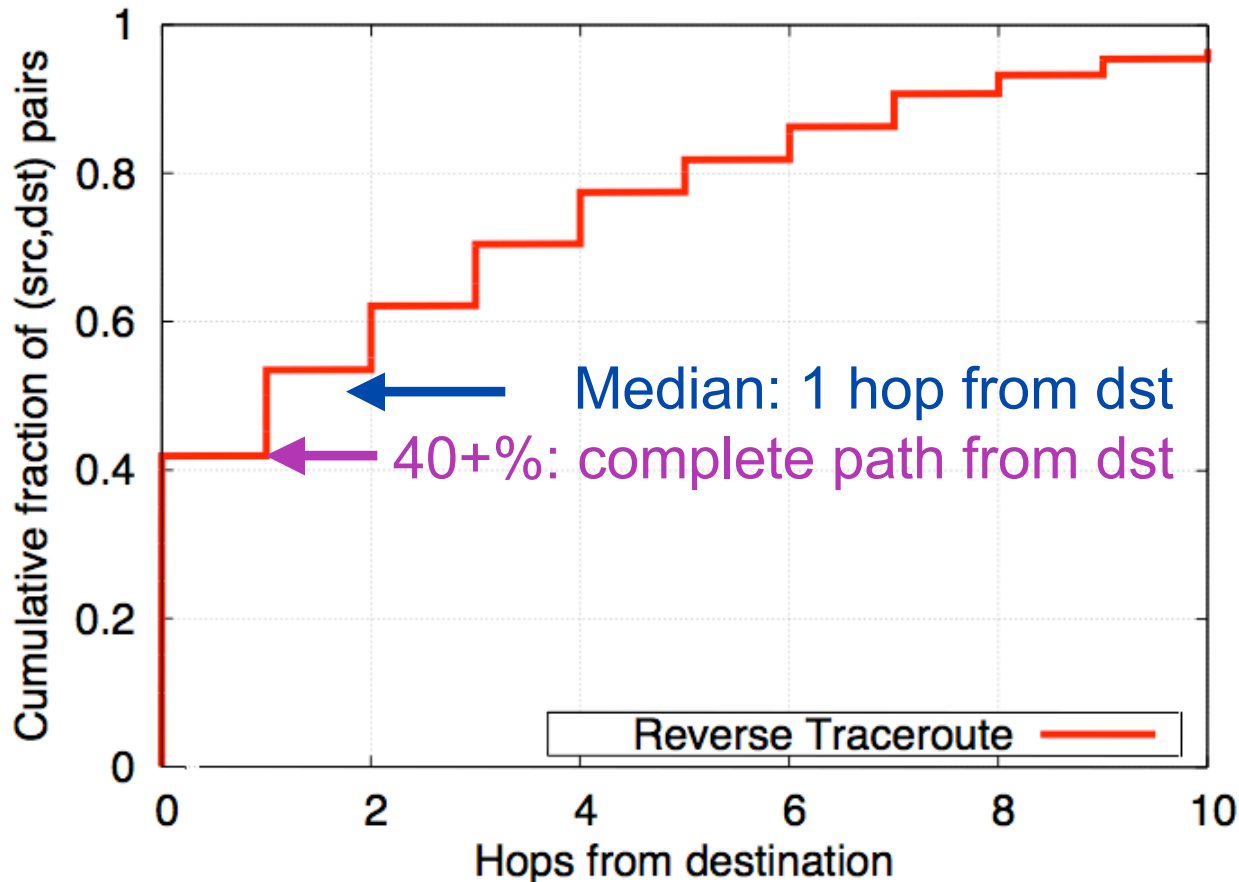 Cumulative fraction of (src,dst) pairs
1
0.8
0.6
0.4
0.2
0
Median: 1 hop from dst
40+%: complete path from dst
Reverse Traceroute
0 2 4 6 8 10
Hops from destination